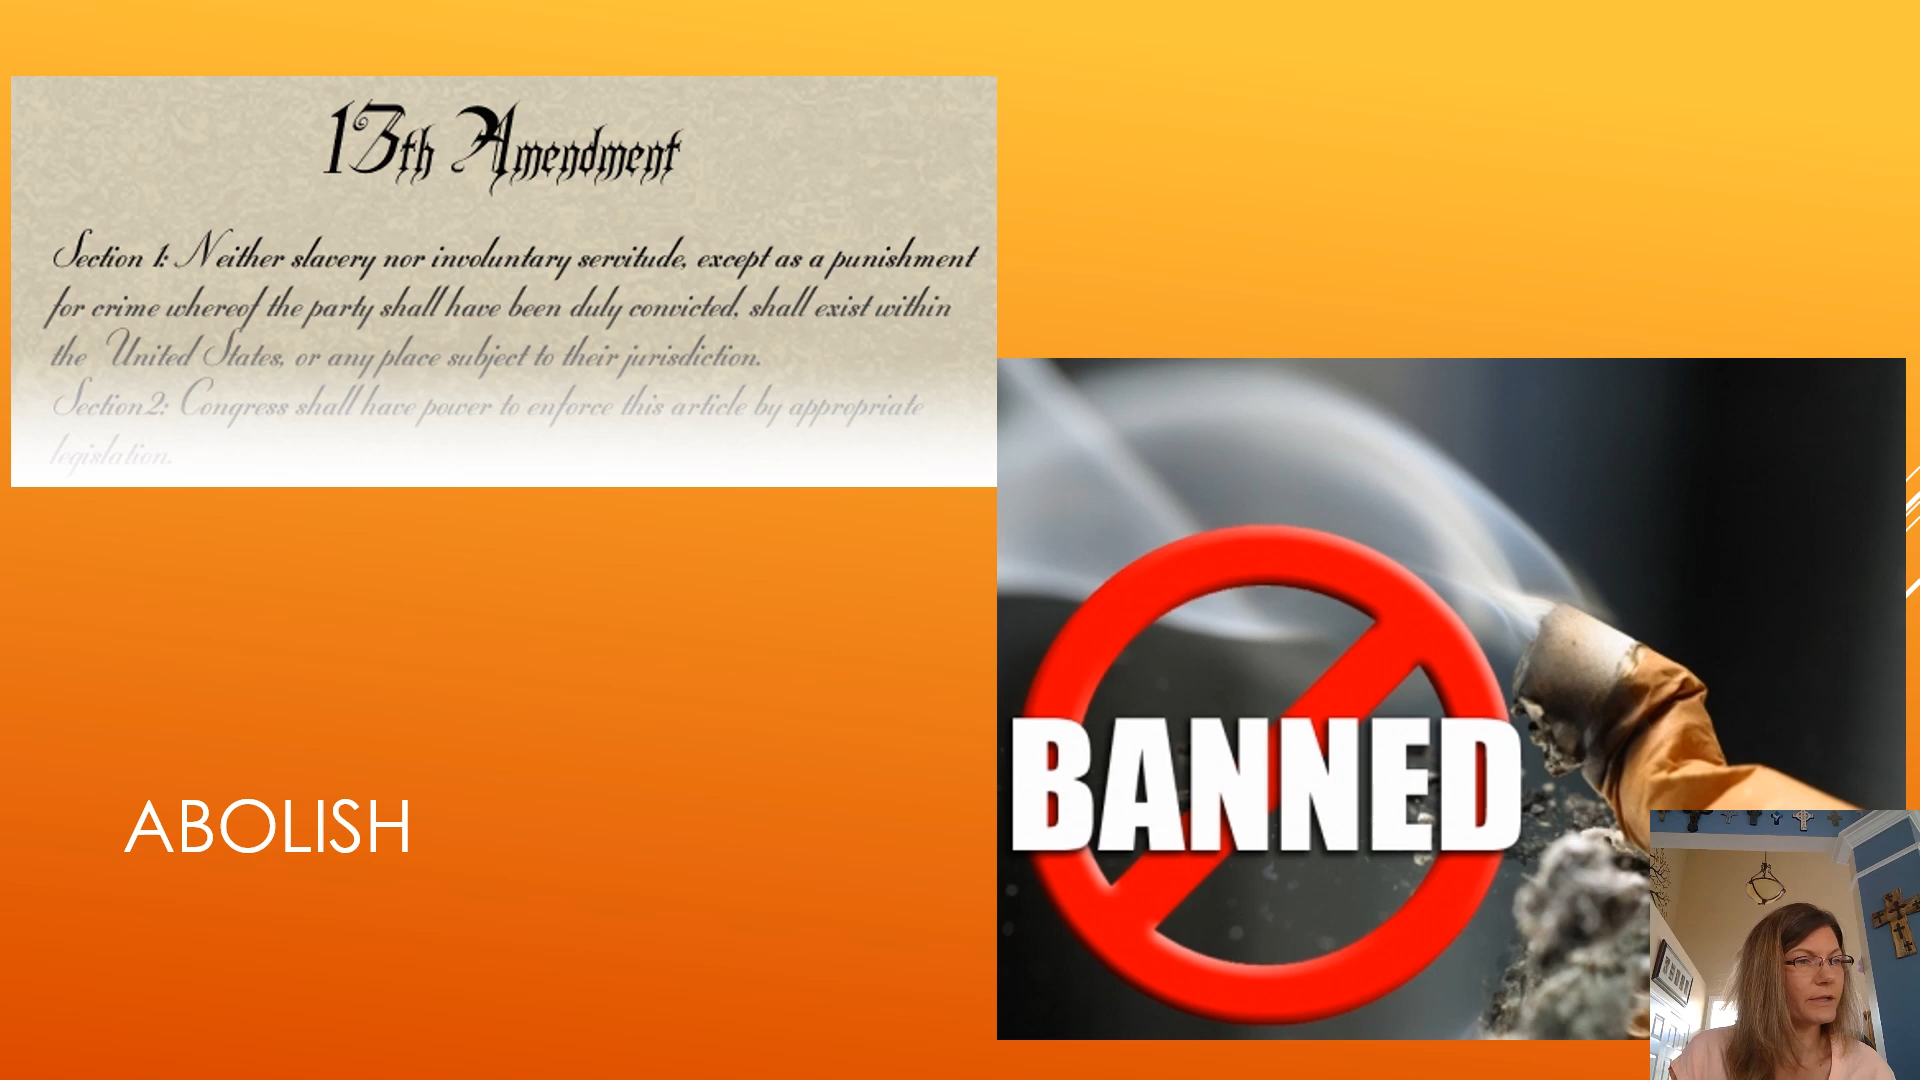 13th Amendment
Section 1: Neither slavery nor involuntary servitude, except as a punishment
for crime whereof the party shall have been duly convicted, shall exist within
the United States, or any place subject to their jurisdiction.
Section2: Congress shall have power to enforce this article by appropriate
legislation.
BANNED
ABOLISH